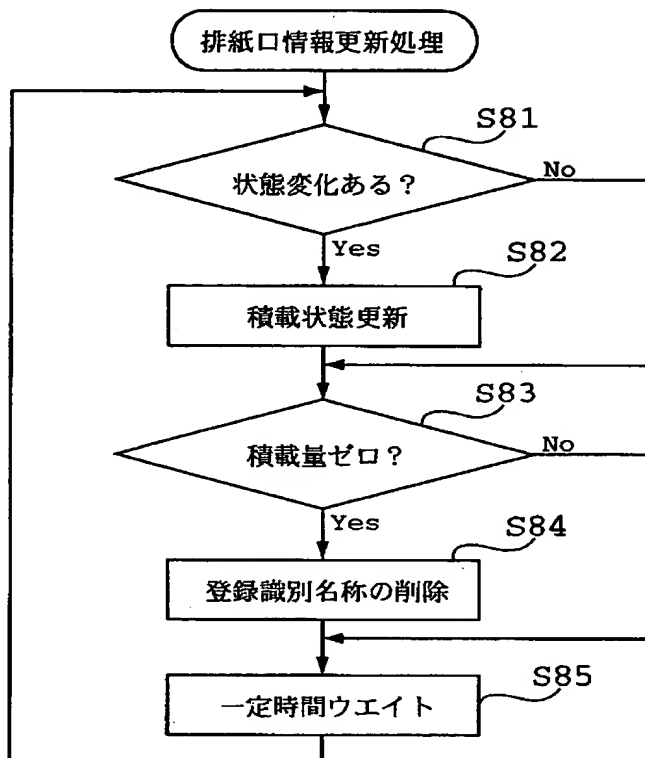 排紙口情報更新処理
S81
状態変化ある？
No
Yes
S82
積載状態更新
S83
積載量ゼロ？
No
Yes
S84
登録識別名称の削除
S85
一定時間ウエイト